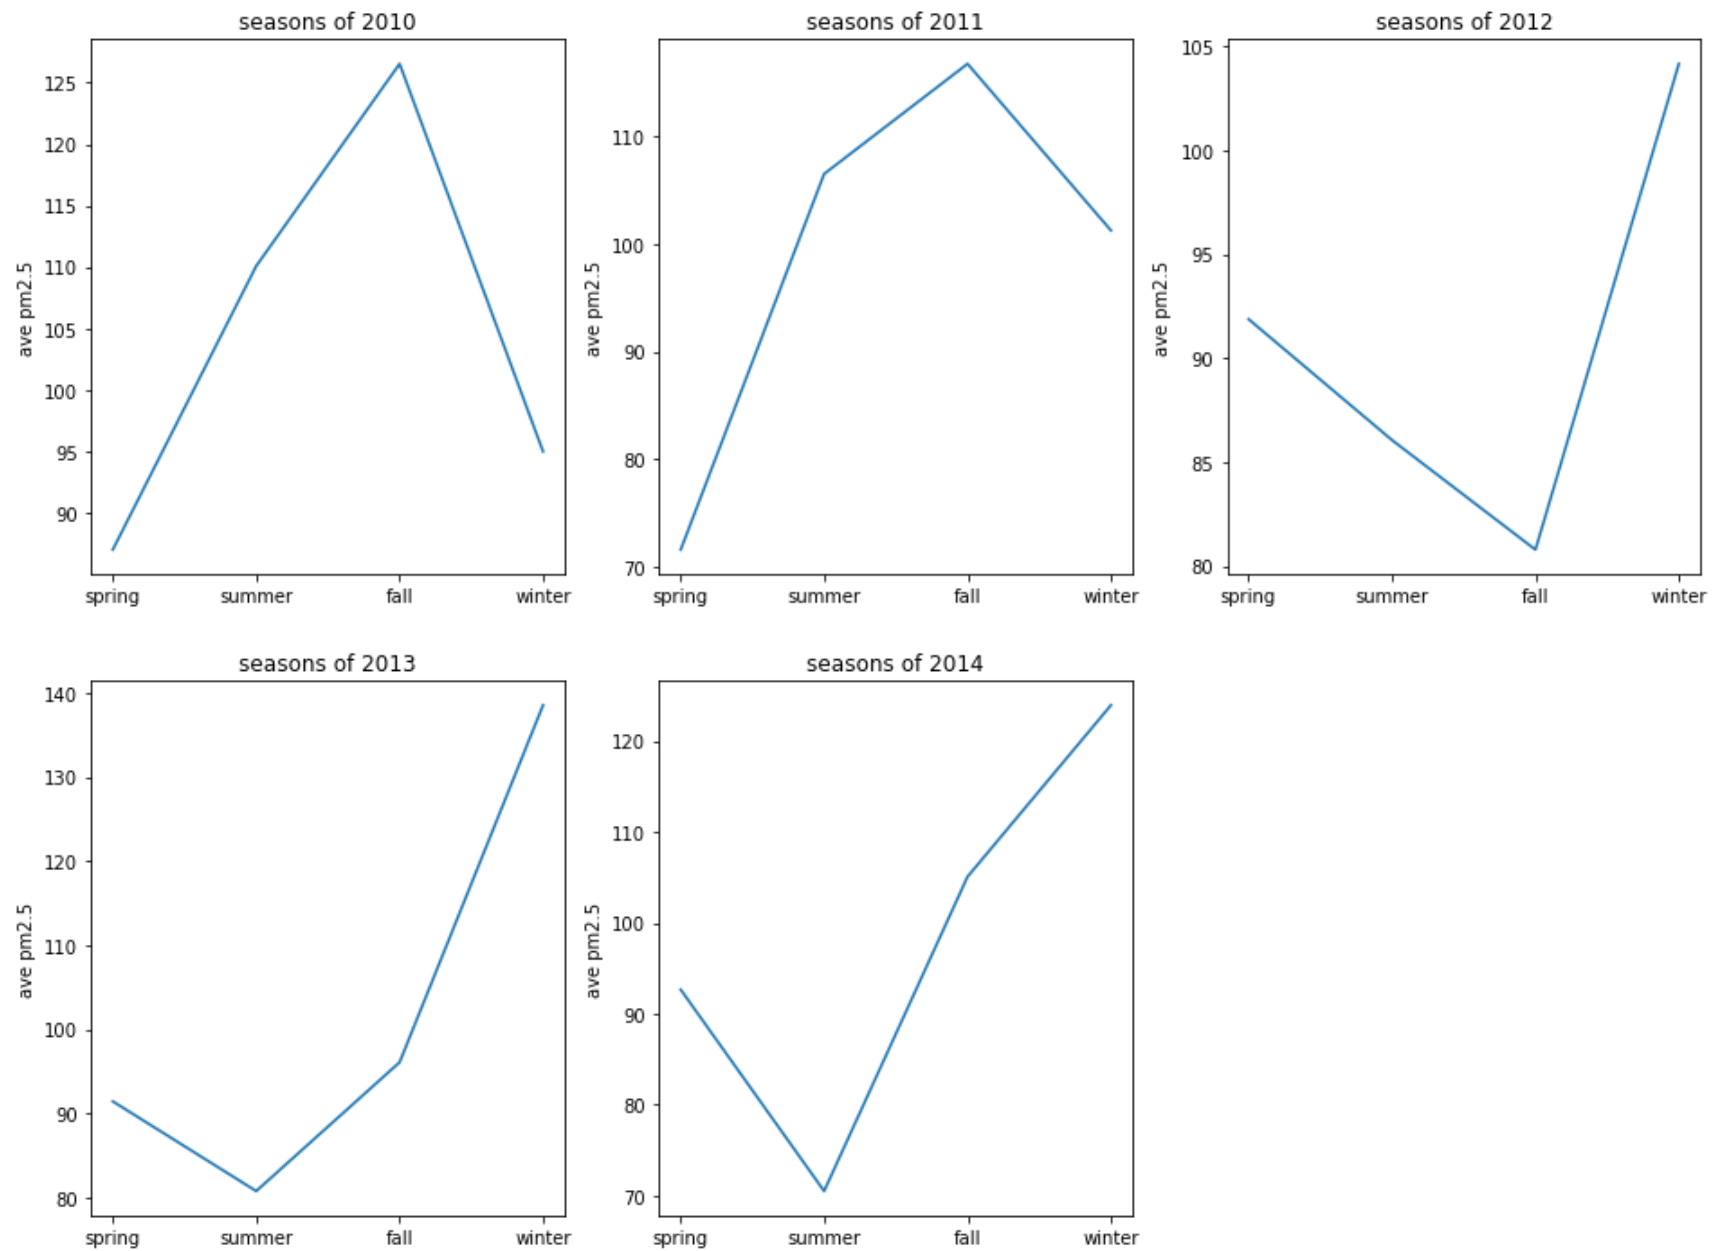 seasons of 2010
125
120
115
110
105
100
95
90
ave pm2.5
spring summer fall winter
seasons of 2011
110
100
90
80
70
ave pm2.5
spring summer fall winter
seasons of 2012
105
100
95
90
85
80
ave pm2.5
spring summer fall winter
seasons of 2013
140
130
120
110
100
90
80
ave pm2.5
spring summer fall winter
seasons of 2014
120
110
100
90
80
70
ave pm2.5
spring summer fall winter